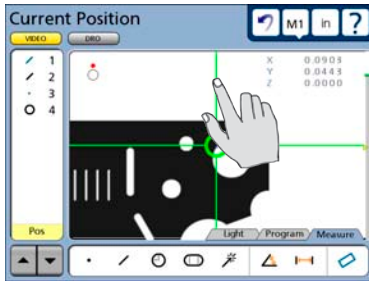 Current Position
M1 in ?
VIDEO DRO
X 0.0903
Y 0.0443
Z 0.0000
1
2
3
4
Pos
Light Program Measure